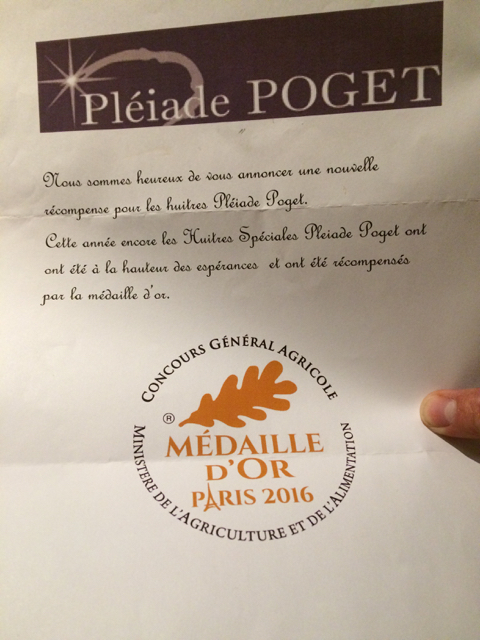 Pléiade POGET
Nous sommes heureux de vous annoncer une nouvelle
récompense pour les huitres Pléiade Poget.
Cette année encore les Huitres Spéciales Pleiade Poget ont
ont été à la hauteur des espérances et ont été récompensés
par la médaille d'or.
CONCOURS GÉNÉRAL AGRICOLE
®
MÉDAILLE
D'OR
PARIS 2016
MINISTÈRE DE L'AGRICULTURE ET DE L'ALIMENTATION